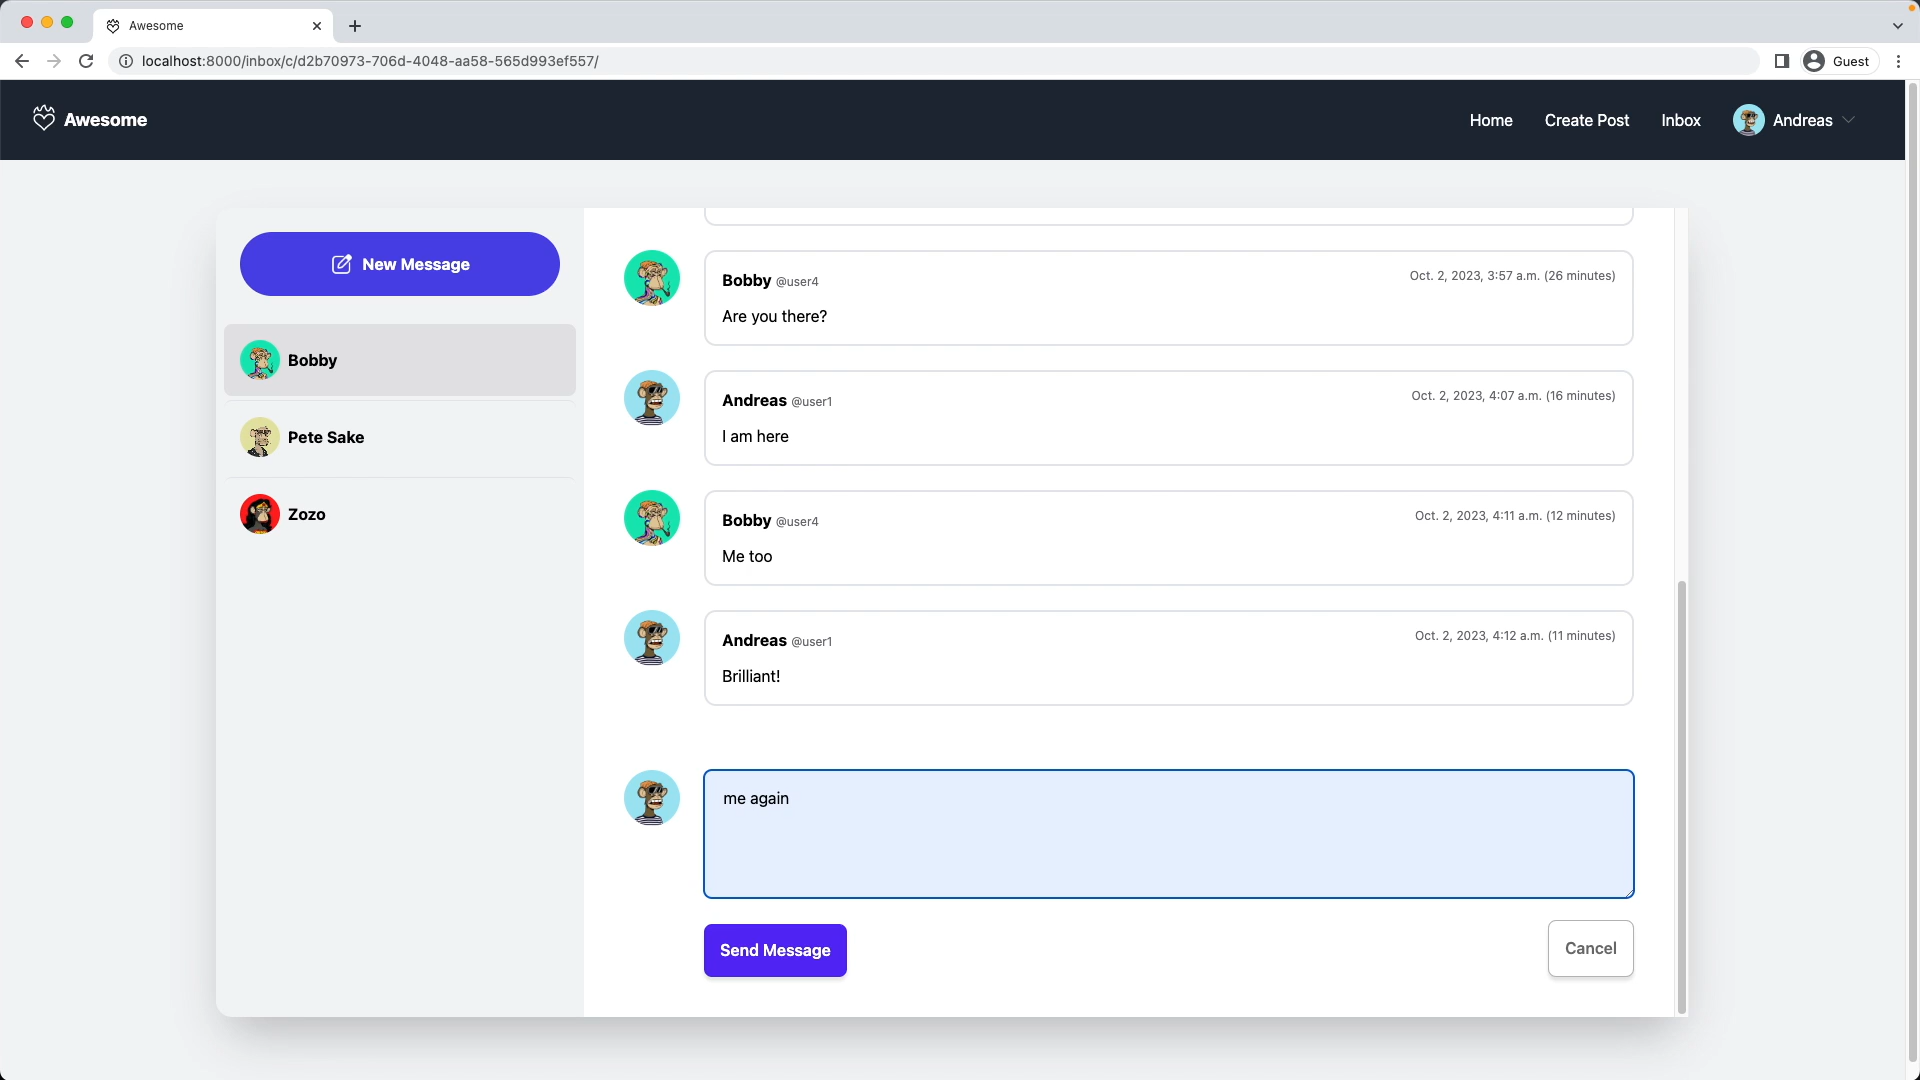 Awesome
localhost:8000/inbox/c/d2b70973-706d-4048-aa58-565d993ef557/
Guest
Awesome
Home
Create Post
Inbox
Andreas
New Message
Bobby
Pete Sake
Zozo
Bobby @user4
Oct. 2, 2023, 3:57 a.m. (26 minutes)
Are you there?
Andreas @user1
Oct. 2, 2023, 4:07 a.m. (16 minutes)
I am here
Bobby @user4
Oct. 2, 2023, 4:11 a.m. (12 minutes)
Me too
Andreas @user1
Oct. 2, 2023, 4:12 a.m. (11 minutes)
Brilliant!
me again
Send Message
Cancel